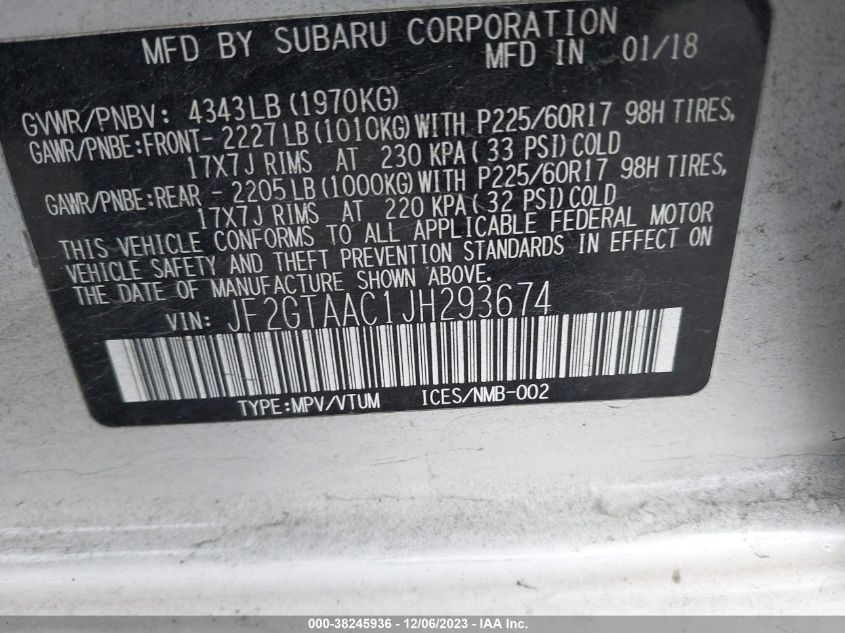 MFD BY SUBARU CORPORATION
MFD IN 01/18
GVWR/PNBV: 4343LB(1970KG)
GAWR/PNBE:FRONT-2227LB(1010KG)WITH P225/60R17 98H TIRES,
17X7J RIMS AT 230 KPA(33 PSI)COLD
GAWR/PNBE:REAR -2205LB(1000KG)WITH P225/60R17 98H TIRES,
17X7J RIMS AT 220 KPA(32 PSI)COLD
THIS VEHICLE CONFORMS TO ALL APPLICABLE FEDERAL MOTOR
VEHICLE SAFETY AND THEFT PREVENTION STANDARDS IN EFFECT ON
THE DATE OF MANUFACTURE SHOWN ABOVE.
VIN: JF2GTAAC1JH293674
TYPE:MPV/VTUM ICES/NMB-002
000-38245936 - 12/06/2023 - IAA Inc.